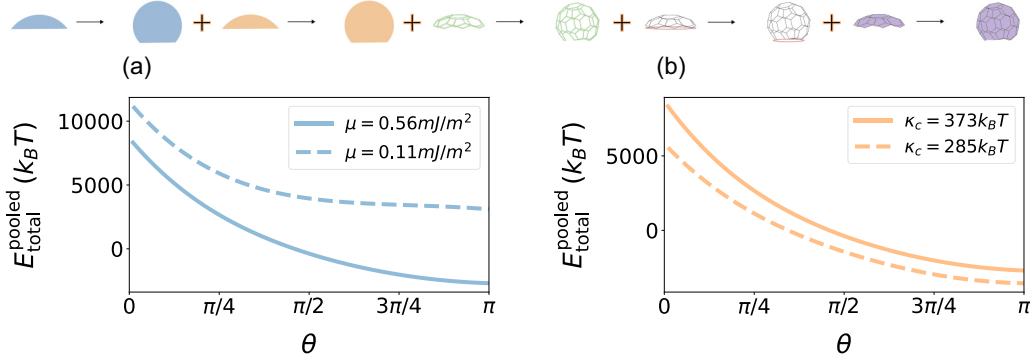 + + + +
(a) (b)
E_total^pooled (k_BT)
10000
5000
0
μ = 0.56mJ/m²
μ = 0.11mJ/m²
0 π/4 π/2 3π/4 π
θ
E_total^pooled (k_BT)
5000
0
κ_c = 373k_BT
κ_c = 285k_BT
0 π/4 π/2 3π/4 π
θ